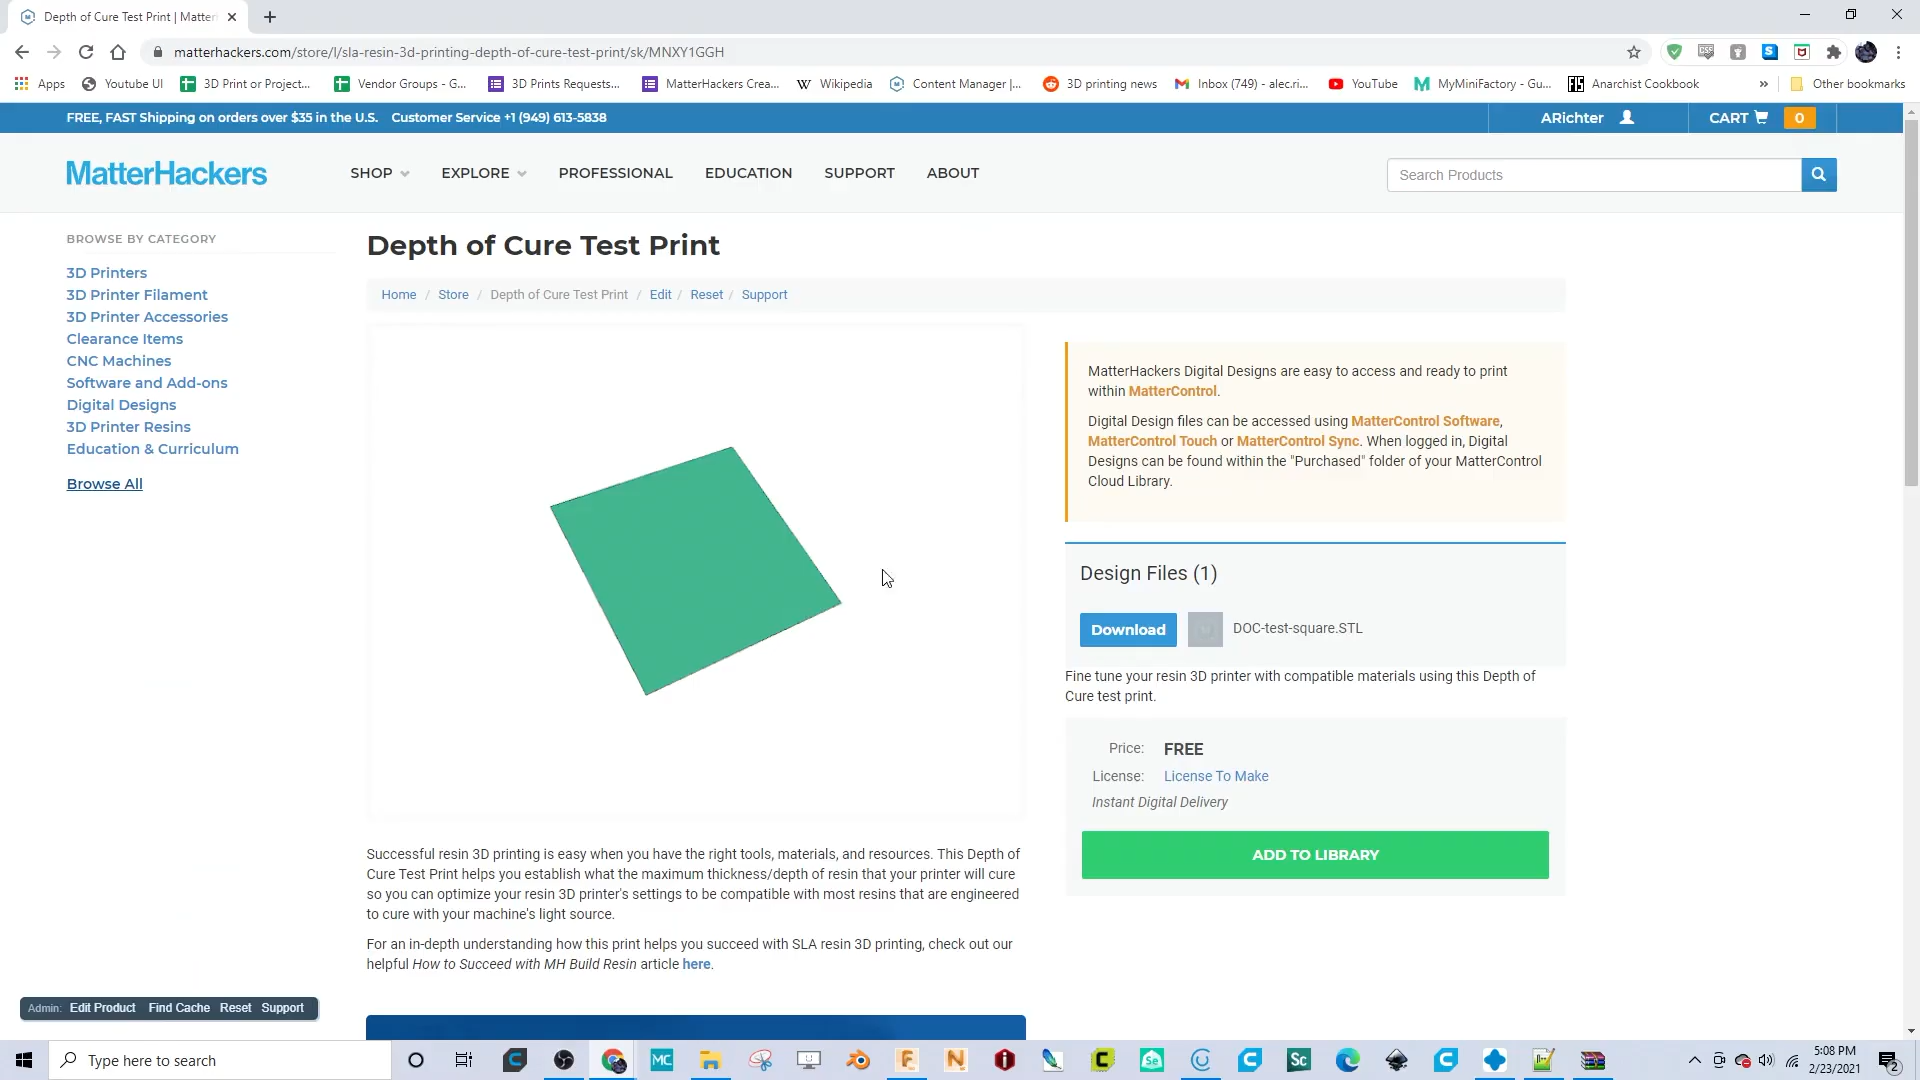 Depth of Cure Test Print | Matter
matterhackers.com/store/l/sla-resin-3d-printing-depth-of-cure-test-print/sk/MNXY1GGH
Apps
Youtube UI
3D Print or Project...
Vendor Groups - G...
3D Prints Requests...
MatterHackers Crea...
Wikipedia
Content Manager |...
3D printing news
Inbox (749) - alec.ri...
YouTube
MyMiniFactory - Gu...
Anarchist Cookbook
»
Other bookmarks
FREE, FAST Shipping on orders over $35 in the U.S. Customer Service +1 (949) 613-5838
ARichter
CART 0
MatterHackers
SHOP
EXPLORE
PROFESSIONAL
EDUCATION
SUPPORT
ABOUT
Search Products
BROWSE BY CATEGORY
3D Printers
3D Printer Filament
3D Printer Accessories
Clearance Items
CNC Machines
Software and Add-ons
Digital Designs
3D Printer Resins
Education & Curriculum
Browse All
Depth of Cure Test Print
Home / Store / Depth of Cure Test Print / Edit / Reset / Support
MatterHackers Digital Designs are easy to access and ready to print
within MatterControl.
Digital Design files can be accessed using MatterControl Software,
MatterControl Touch or MatterControl Sync. When logged in, Digital
Designs can be found within the "Purchased" folder of your MatterControl
Cloud Library.
Design Files (1)
Download
DOC-test-square.STL
Fine tune your resin 3D printer with compatible materials using this Depth of
Cure test print.
Price: FREE
License: License To Make
Instant Digital Delivery
ADD TO LIBRARY
Successful resin 3D printing is easy when you have the right tools, materials, and resources. This Depth of
Cure Test Print helps you establish what the maximum thickness/depth of resin that your printer will cure
so you can optimize your resin 3D printer's settings to be compatible with most resins that are engineered
to cure with your machine's light source.
For an in-depth understanding how this print helps you succeed with SLA resin 3D printing, check out our
helpful How to Succeed with MH Build Resin article here.
Admin: Edit Product Find Cache Reset Support
Type here to search
MC
F
N
Se
Sc
5:08 PM
2/23/2021
2